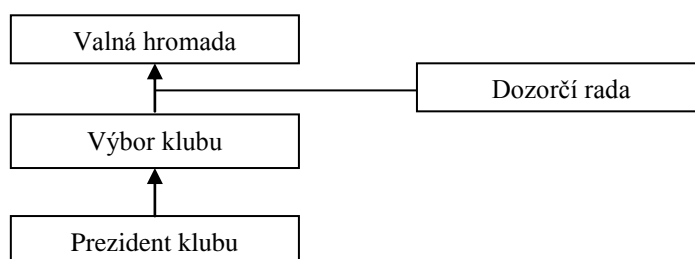 Valná hromada
Dozorčí rada
Výbor klubu
Prezident klubu